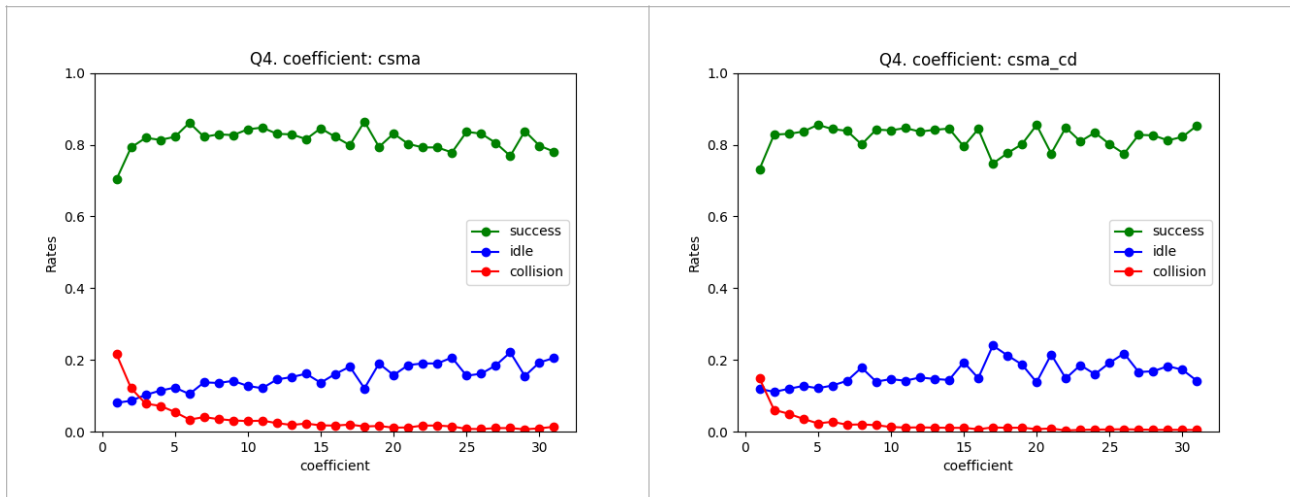 Q4. coefficient: csma
1.0
0.8
0.6
0.4
0.2
0.0
Rates
success
idle
collision
0 5 10 15 20 25 30
coefficient
Q4. coefficient: csma_cd
1.0
0.8
0.6
0.4
0.2
0.0
Rates
success
idle
collision
0 5 10 15 20 25 30
coefficient